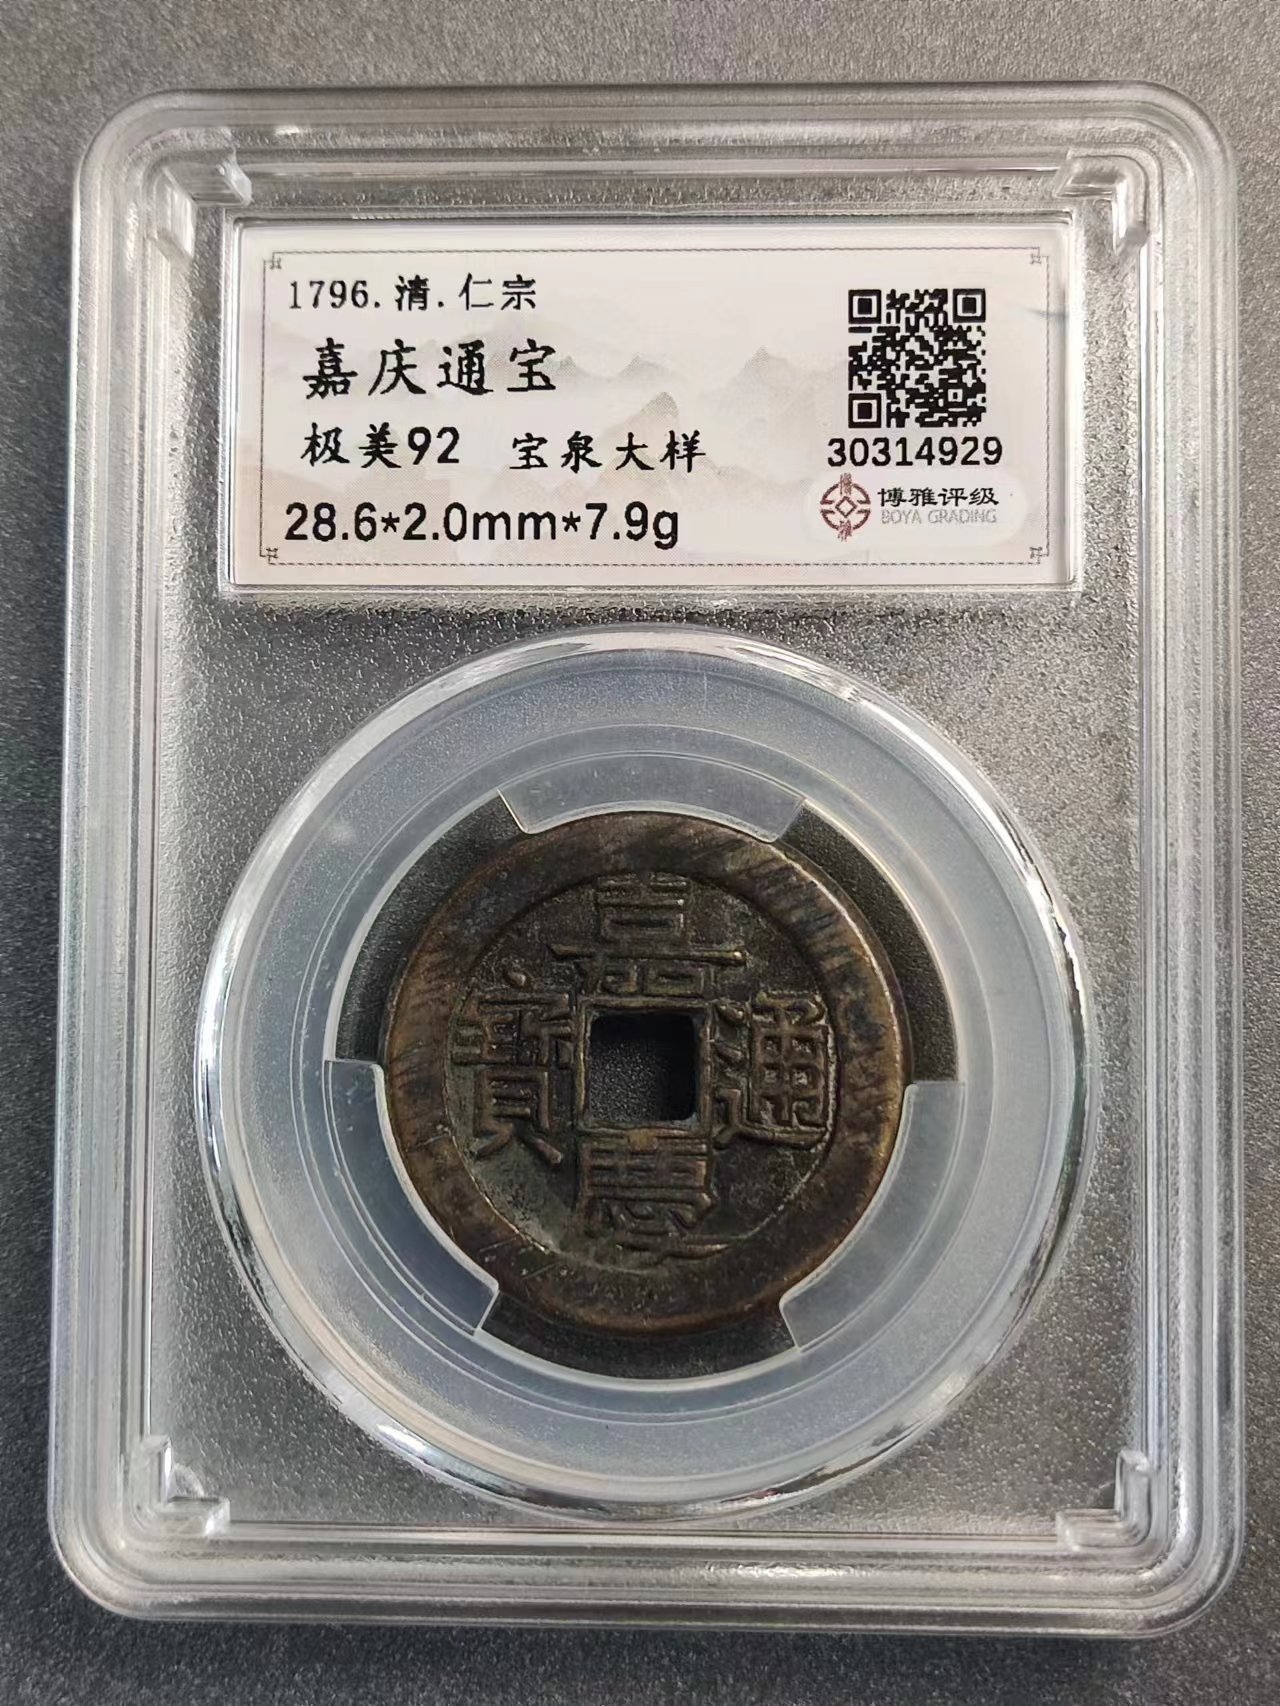 1796.清.仁宗
嘉庆通宝
极美92 宝泉大样
28.6*2.0mm*7.9g
30314929
博雅评级
BOYA GRADING
嘉
慶
通
寶